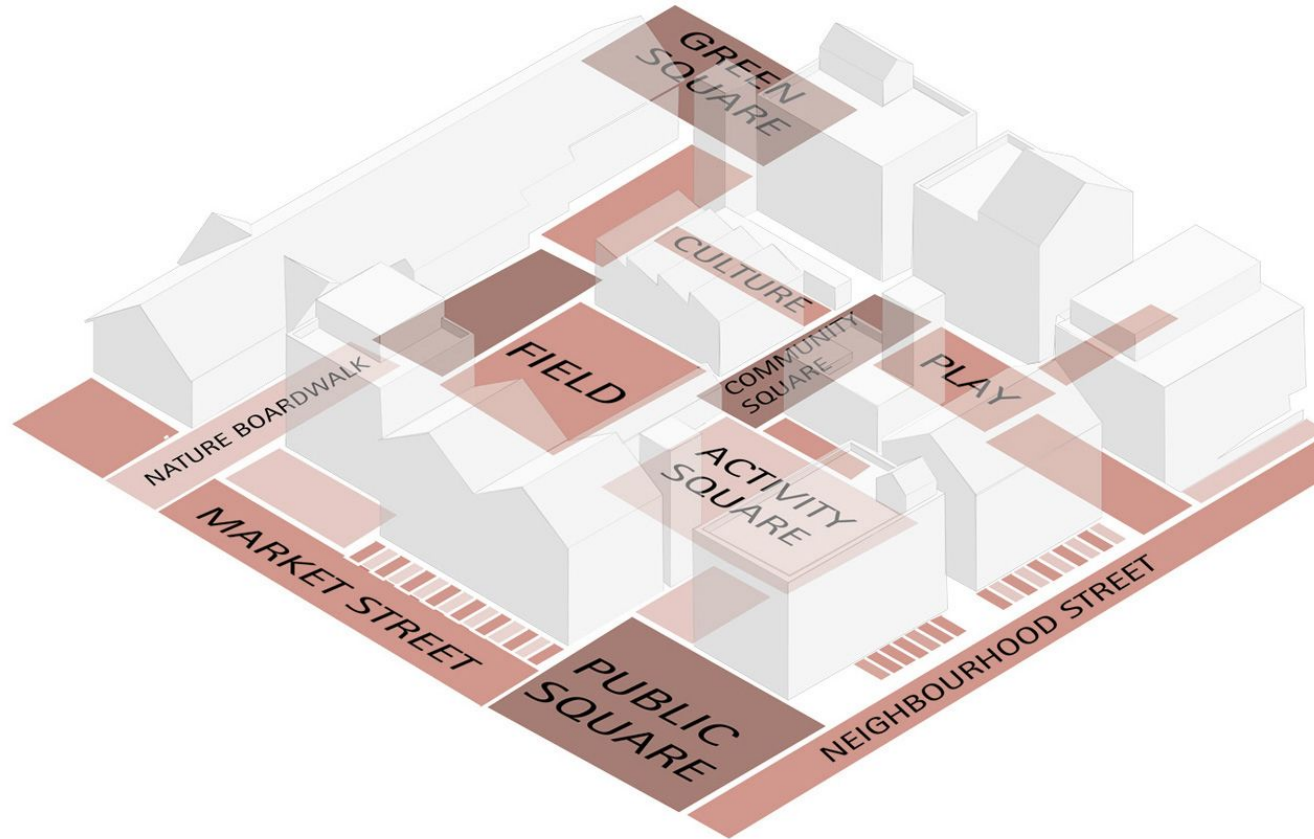 GREEN
SQUARE
CULTURE
COMMUNITY
SQUARE
PLAY
FIELD
NATURE BOARDWALK
ACTIVITY
SQUARE
MARKET STREET
PUBLIC
SQUARE
NEIGHBOURHOOD STREET